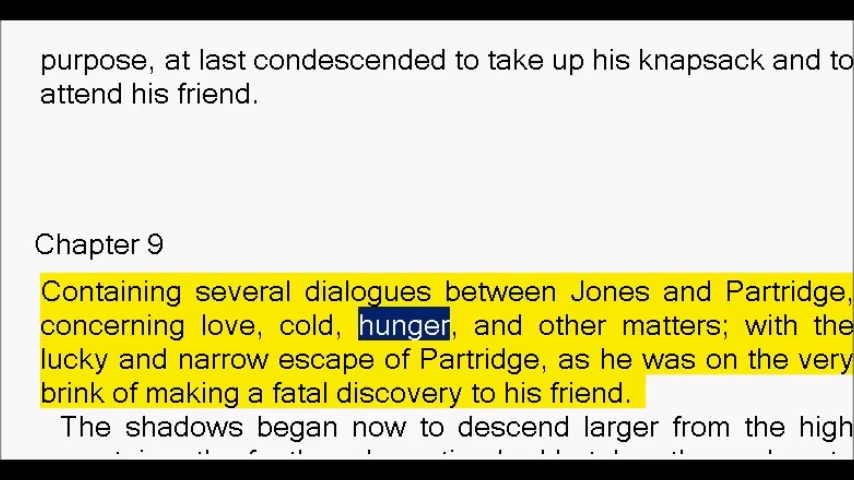 purpose, at last condescended to take up his knapsack and to
attend his friend.
Chapter 9
Containing several dialogues between Jones and Partridge,
concerning love, cold, hunger, and other matters; with the
lucky and narrow escape of Partridge, as he was on the very
brink of making a fatal discovery to his friend.
The shadows began now to descend larger from the high